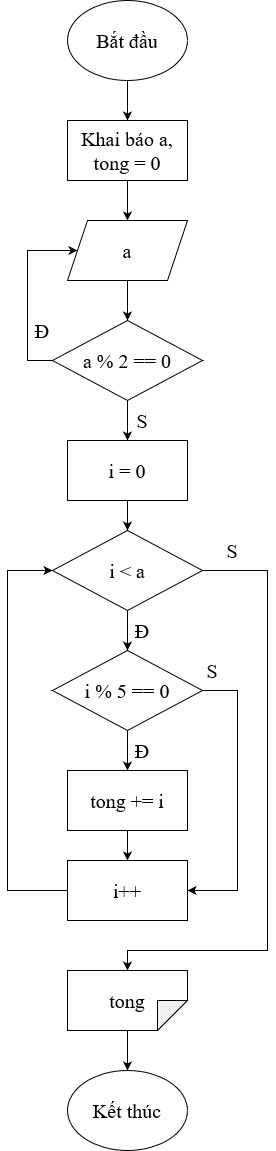 Bắt đầu
Khai báo a,
tong = 0
a
Đ
a % 2 == 0
S
i = 0
S
i < a
Đ
S
i % 5 == 0
Đ
tong += i
i++
tong
Kết thúc